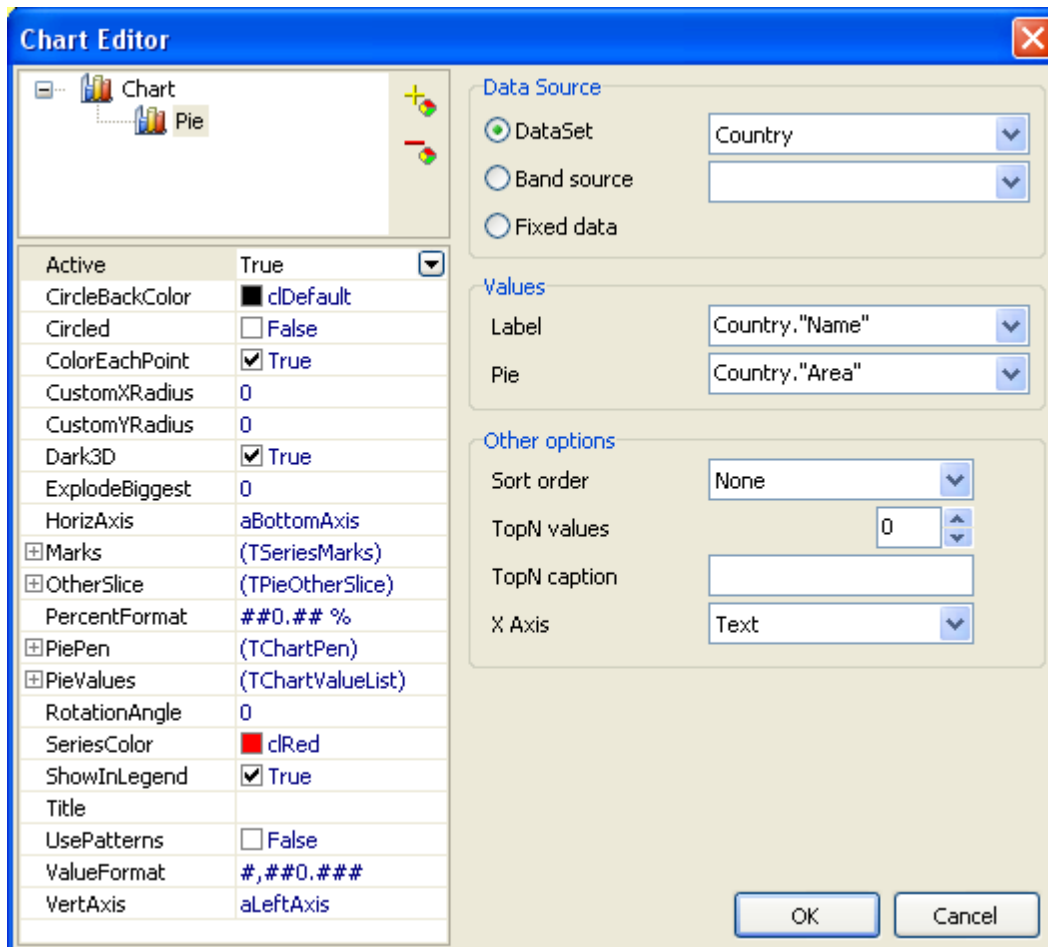 Chart Editor
Chart
Pie
Active True
CircleBackColor clDefault
Circled False
ColorEachPoint True
CustomXRadius 0
CustomYRadius 0
Dark3D True
ExplodeBiggest 0
HorizAxis aBottomAxis
Marks (TSeriesMarks)
OtherSlice (TPieOtherSlice)
PercentFormat ##0.## %
PiePen (TChartPen)
PieValues (TChartValueList)
RotationAngle 0
SeriesColor clRed
ShowInLegend True
Title
UsePatterns False
ValueFormat #,##0.###
VertAxis aLeftAxis
Data Source
DataSet Country
Band source
Fixed data
Values
Label Country."Name"
Pie Country."Area"
Other options
Sort order None
TopN values 0
TopN caption
X Axis Text
OK Cancel